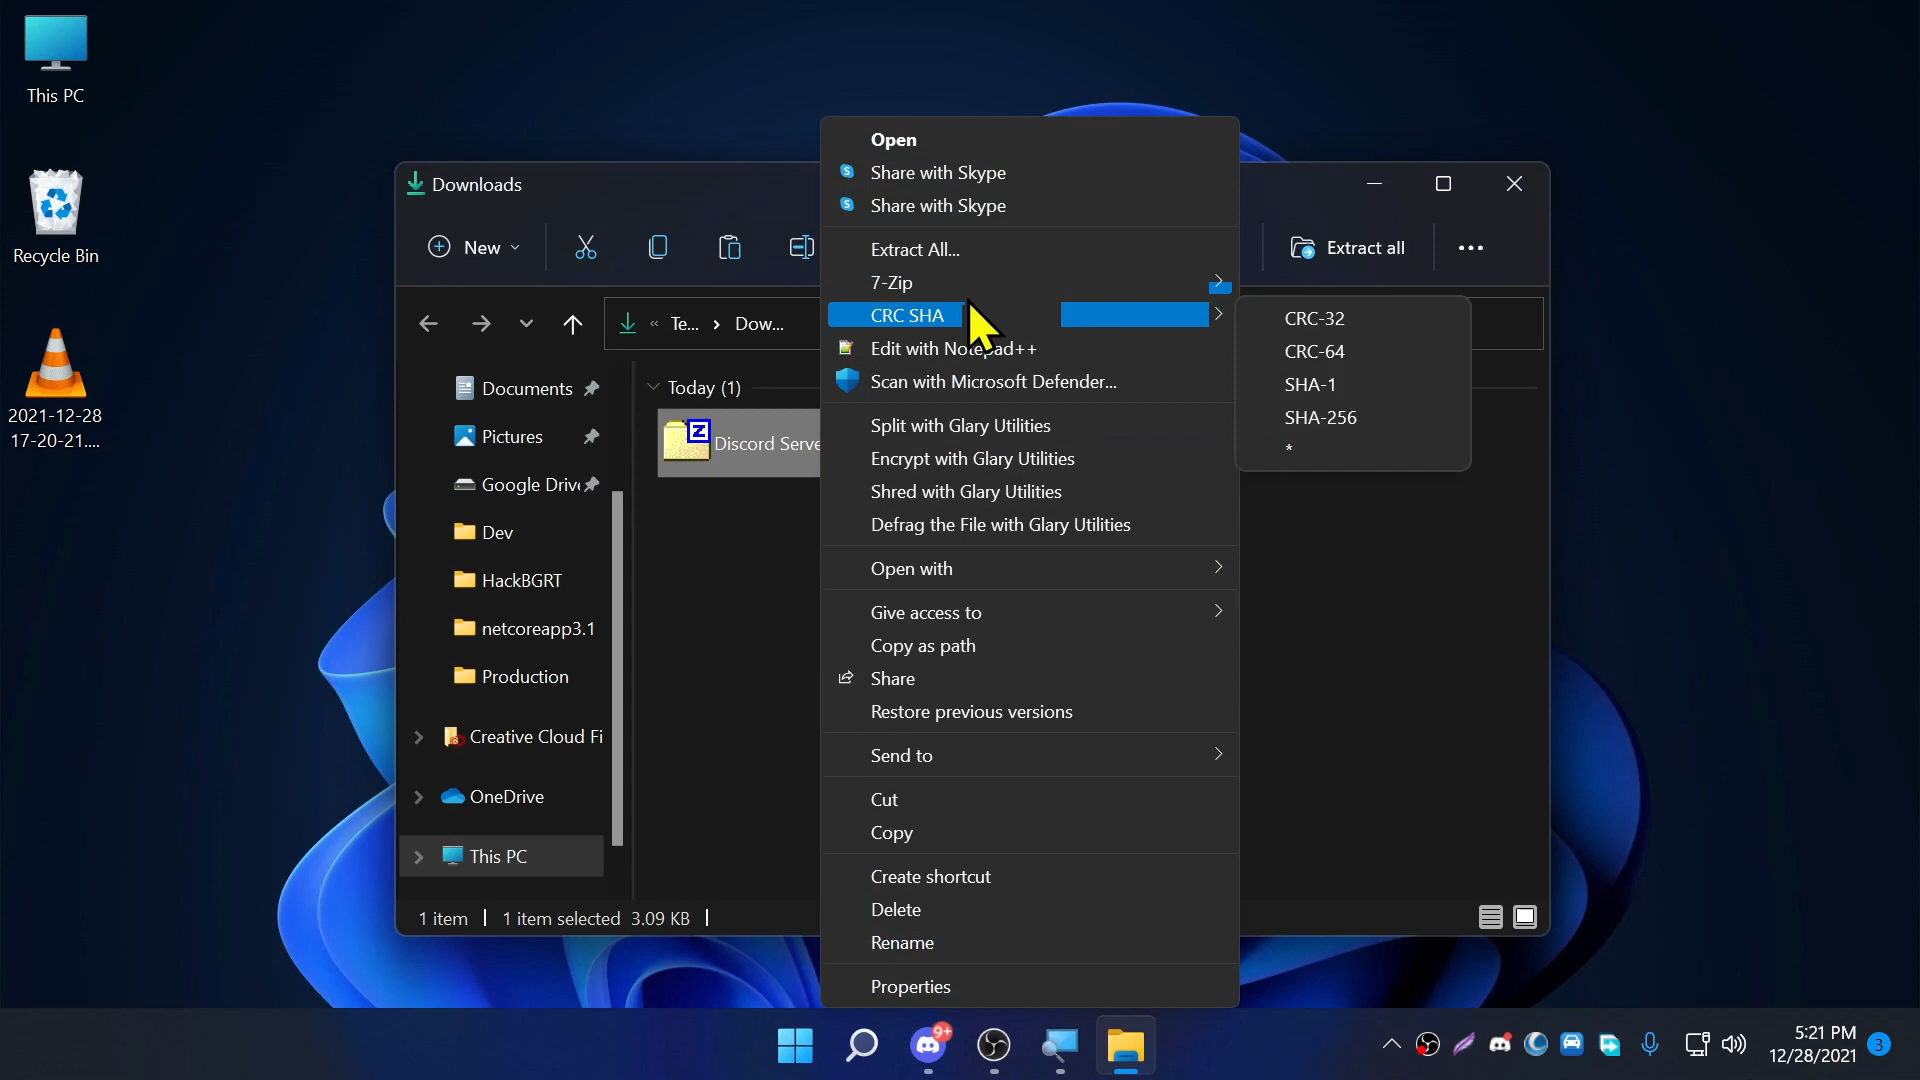 This PC
Recycle Bin
2021-12-28
17-20-21....
Downloads
New
Extract all
« Te... > Dow...
Documents
Pictures
Google Driv
Dev
HackBGRT
netcoreapp3.1
Production
Creative Cloud Fi
OneDrive
This PC
Today (1)
Discord Serve
1 item | 1 item selected 3.09 KB |
Open
Share with Skype
Share with Skype
Extract All...
7-Zip
CRC SHA
Edit with Notepad++
Scan with Microsoft Defender...
Split with Glary Utilities
Encrypt with Glary Utilities
Shred with Glary Utilities
Defrag the File with Glary Utilities
Open with
Give access to
Copy as path
Share
Restore previous versions
Send to
Cut
Copy
Create shortcut
Delete
Rename
Properties
CRC-32
CRC-64
SHA-1
SHA-256
*
9+
5:21 PM
12/28/2021
3